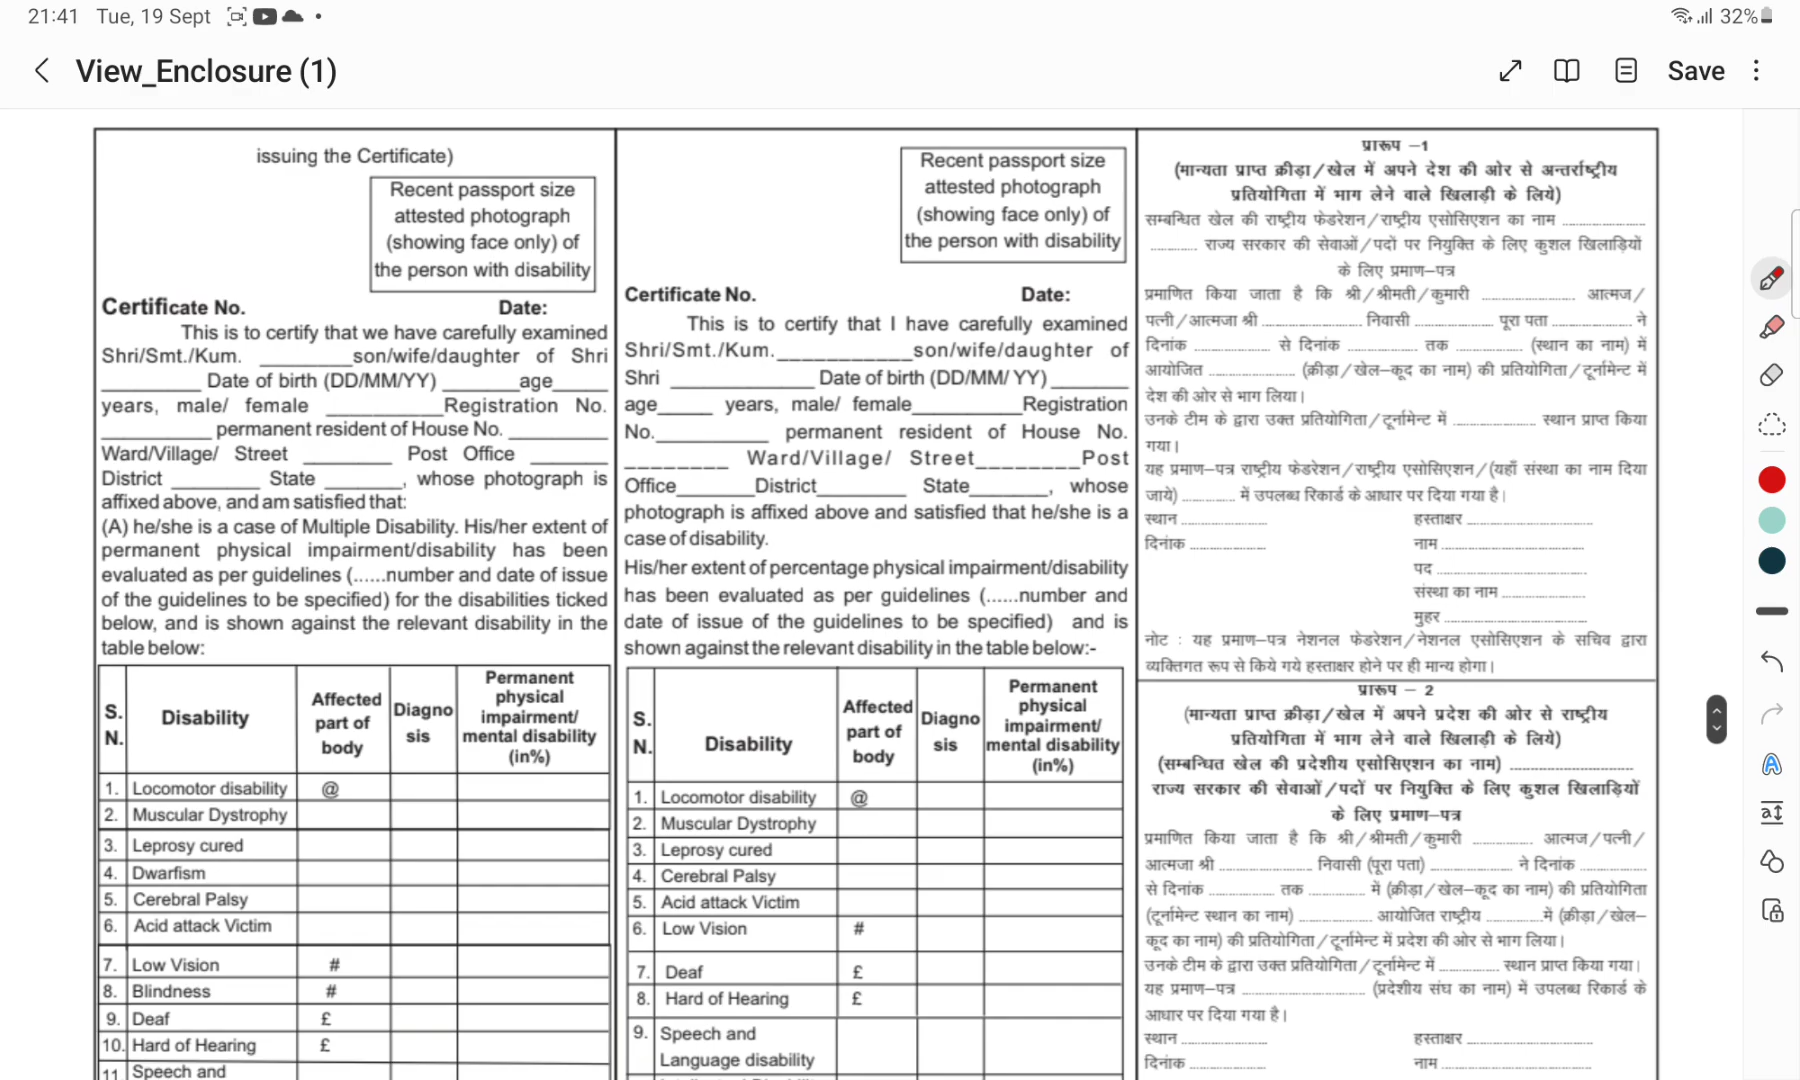 21:41 Tue, 19 Sept
32%
View_Enclosure (1)
Save
issuing the Certificate)
Recent passport size
attested photograph
(showing face only) of
the person with disability
Certificate No. Date:
This is to certify that we have carefully examined
Shri/Smt./Kum. ________son/wife/daughter of Shri
_________ Date of birth (DD/MM/YY) _______age_____
years, male/ female __________Registration No.
__________ permanent resident of House No. _________
Ward/Village/ Street ________ Post Office _______
District ________ State _______, whose photograph is
affixed above, and am satisfied that:
(A) he/she is a case of Multiple Disability. His/her extent of
permanent physical impairment/disability has been
evaluated as per guidelines (......number and date of issue
of the guidelines to be specified) for the disabilities ticked
below, and is shown against the relevant disability in the
table below:
S. N. Disability Affected part of body Diagno sis Permanent physical impairment/ mental disability (in%)
1. Locomotor disability @
2. Muscular Dystrophy
3. Leprosy cured
4. Dwarfism
5. Cerebral Palsy
6. Acid attack Victim
7. Low Vision #
8. Blindness #
9. Deaf £
10. Hard of Hearing £
11 Speech and
Recent passport size
attested photograph
(showing face only) of
the person with disability
Certificate No. Date:
This is to certify that I have carefully examined
Shri/Smt./Kum.____________son/wife/daughter of
Shri _____________ Date of birth (DD/MM/ YY) _______
age_____ years, male/ female__________Registration
No.__________ permanent resident of House No.
________ Ward/Village/ Street________Post
Office_______District________ State_______, whose
photograph is affixed above and satisfied that he/she is a
case of disability.
His/her extent of percentage physical impairment/disability
has been evaluated as per guidelines (......number and
date of issue of the guidelines to be specified) and is
shown against the relevant disability in the table below:-
S. N. Disability Affected part of body Diagno sis Permanent physical impairment/ mental disability (in%)
1. Locomotor disability @
2. Muscular Dystrophy
3. Leprosy cured
4. Cerebral Palsy
5. Acid attack Victim
6. Low Vision #
7. Deaf £
8. Hard of Hearing £
9. Speech and
Language disability
प्रारूप –1
(मान्यता प्राप्त क्रीड़ा/खेल में अपने देश की ओर से अन्तर्राष्ट्रीय
प्रतियोगिता में भाग लेने वाले खिलाड़ी के लिये)
सम्बन्धित खेल की राष्ट्रीय फेडरेशन/राष्ट्रीय एसोसिएशन का नाम ..............
........ राज्य सरकार की सेवाओं/पदों पर नियुक्ति के लिए कुशल खिलाड़ियों
के लिए प्रमाण–पत्र
प्रमाणित किया जाता है कि श्री/श्रीमती/कुमारी ................ आत्मज/
पत्नी/आत्मजा श्री ................ निवासी ............. पूरा पता ............. ने
दिनांक ............ से दिनांक ............ तक ............ (स्थान का नाम) में
आयोजित ............... (क्रीड़ा/खेल–कूद का नाम) की प्रतियोगिता/टूर्नामेन्ट में
देश की ओर से भाग लिया।
उनके टीम के द्वारा उक्त प्रतियोगिता/टूर्नामेन्ट में ............. स्थान प्राप्त किया
गया।
यह प्रमाण–पत्र राष्ट्रीय फेडरेशन/राष्ट्रीय एसोसिएशन/(यहाँ संस्था का नाम दिया
जाये) ......... में उपलब्ध रिकार्ड के आधार पर दिया गया है।
स्थान .............. हस्ताक्षर ....................
दिनांक ............ नाम .......................
पद ........................
संस्था का नाम .............
मुहर .......................
नोट : यह प्रमाण–पत्र नेशनल फेडरेशन/नेशनल एसोसिएशन के सचिव द्वारा
व्यक्तिगत रूप से किये गये हस्ताक्षर होने पर ही मान्य होगा।
प्रारूप – 2
(मान्यता प्राप्त क्रीड़ा/खेल में अपने प्रदेश की ओर से राष्ट्रीय
प्रतियोगिता में भाग लेने वाले खिलाड़ी के लिये)
(सम्बन्धित खेल की प्रदेशीय एसोसिएशन का नाम) ....................
राज्य सरकार की सेवाओं/पदों पर नियुक्ति के लिए कुशल खिलाड़ियों
के लिए प्रमाण–पत्र
प्रमाणित किया जाता है कि श्री/श्रीमती/कुमारी .......... आत्मज/पत्नी/
आत्मजा श्री ............... निवासी (पूरा पता) ............... ने दिनांक ...........
से दिनांक ........... तक ......... में (क्रीड़ा/खेल–कूद का नाम) की प्रतियोगिता
(टूर्नामेन्ट स्थान का नाम) ............ आयोजित राष्ट्रीय ..........में (क्रीड़ा/खेल–
कूद का नाम) की प्रतियोगिता/टूर्नामेन्ट में प्रदेश की ओर से भाग लिया।
उनके टीम के द्वारा उक्त प्रतियोगिता/टूर्नामेन्ट में .......... स्थान प्राप्त किया गया।
यह प्रमाण–पत्र .................... (प्रदेशीय संघ का नाम) में उपलब्ध रिकार्ड के
आधार पर दिया गया है।
स्थान .............. हस्ताक्षर ....................
दिनांक ............ नाम .......................